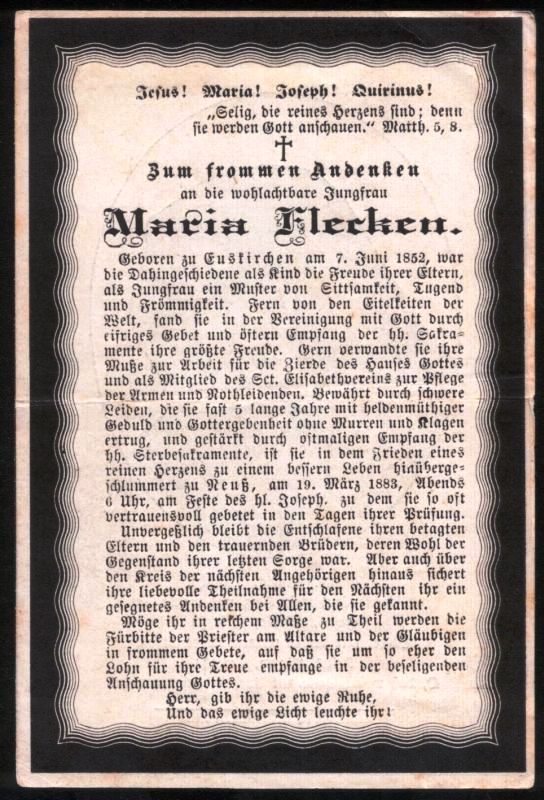 Jesus! Maria! Joseph! Quirinus!
„Selig, die reines Herzens sind; denn
sie werden Gott anschauen.“ Matth. 5, 8.
Zum frommen Andenken
an die wohlachtbare Jungfrau
Maria Flecken.
Geboren zu Euskirchen am 7. Juni 1852, war
die Dahingeschiedene als Kind die Freude ihrer Eltern,
als Jungfrau ein Muster von Sittsamkeit, Tugend
und Frömmigkeit. Fern von den Eitelkeiten der
Welt, fand sie in der Vereinigung mit Gott durch
eifriges Gebet und öftern Empfang der hh. Sakra-
mente ihre größte Freude. Gern verwandte sie ihre
Muße zur Arbeit für die Zierde des Hauses Gottes
und als Mitglied des Sct. Elisabethvereins zur Pflege
der Armen und Nothleidenden. Bewährt durch schwere
Leiden, die sie fast 5 lange Jahre mit heldenmüthiger
Geduld und Gottergebenheit ohne Murren und Klagen
ertrug, und gestärkt durch oftmaligen Empfang der
hh. Sterbesakramente, ist sie in dem Frieden eines
reinen Herzens zu einem bessern Leben hinüberge-
schlummert zu Neuß, am 19. März 1883, Abends
6 Uhr, am Feste des hl. Joseph. zu dem sie so oft
vertrauensvoll gebetet in den Tagen ihrer Prüfung.
Unvergeßlich bleibt die Entschlafene ihren betagten
Eltern und den trauernden Brüdern, deren Wohl der
Gegenstand ihrer letzten Sorge war. Aber auch über
den Kreis der nächsten Angehörigen hinaus sichert
ihre liebevolle Theilnahme für den Nächsten ihr ein
gesegnetes Andenken bei Allen, die sie gekannt.
Möge ihr in reichem Maße zu Theil werden die
Fürbitte der Priester am Altare und der Gläubigen
in frommem Gebete, auf daß sie um so eher den
Lohn für ihre Treue empfange in der beseligenden
Anschauung Gottes.
Herr, gib ihr die ewige Ruhe,
Und das ewige Licht leuchte ihr!